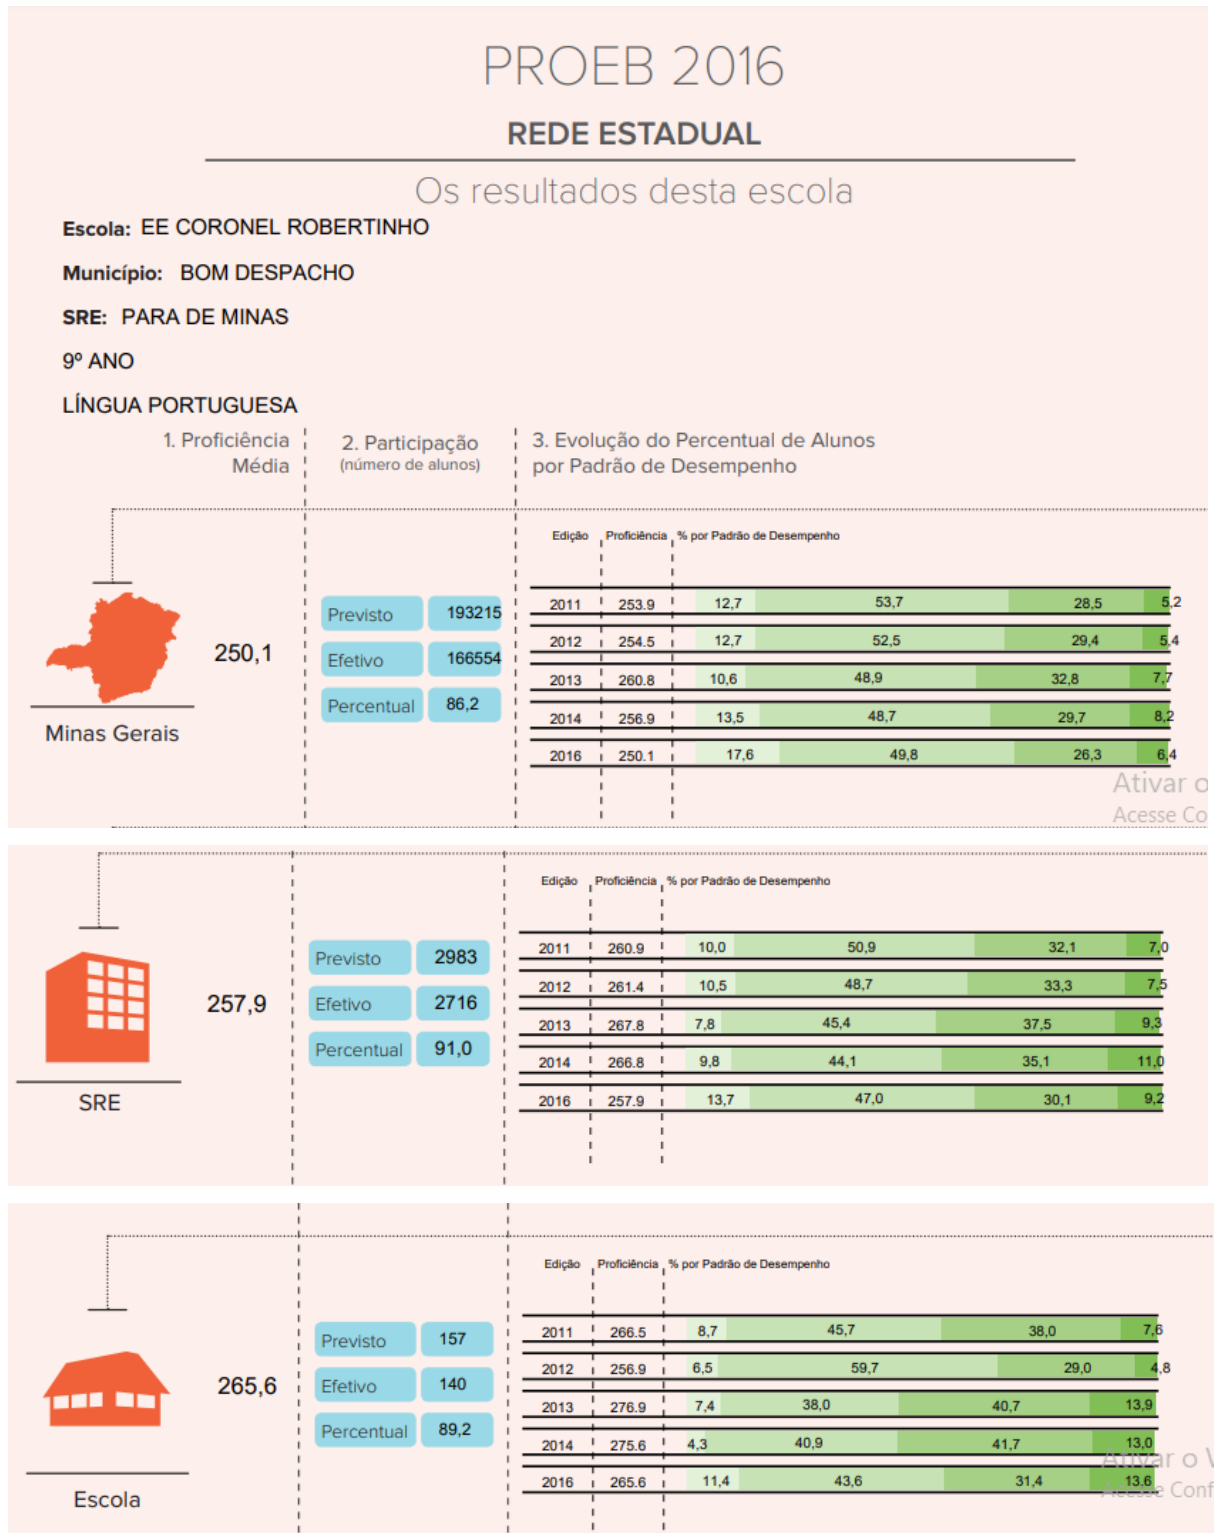 PROEB 2016
REDE ESTADUAL
Os resultados desta escola
Escola: EE CORONEL ROBERTINHO
Município: BOM DESPACHO
SRE: PARA DE MINAS
9º ANO
LÍNGUA PORTUGUESA
1. Proficiência Média
2. Participação (número de alunos)
3. Evolução do Percentual de Alunos por Padrão de Desempenho
Minas Gerais
250,1
Previsto 193215
Efetivo 166554
Percentual 86,2
Edição Proficiência % por Padrão de Desempenho
2011 253.9 12,7 53,7 28,5 5,2
2012 254.5 12,7 52,5 29,4 5,4
2013 260.8 10,6 48,9 32,8 7,7
2014 256.9 13,5 48,7 29,7 8,2
2016 250.1 17,6 49,8 26,3 6,4
Ativar o
Acesse Co
SRE
257,9
Previsto 2983
Efetivo 2716
Percentual 91,0
Edição Proficiência % por Padrão de Desempenho
2011 260.9 10,0 50,9 32,1 7,0
2012 261.4 10,5 48,7 33,3 7,5
2013 267.8 7,8 45,4 37,5 9,3
2014 266.8 9,8 44,1 35,1 11,0
2016 257.9 13,7 47,0 30,1 9,2
Escola
265,6
Previsto 157
Efetivo 140
Percentual 89,2
Edição Proficiência % por Padrão de Desempenho
2011 266.5 8,7 45,7 38,0 7,6
2012 256.9 6,5 59,7 29,0 4,8
2013 276.9 7,4 38,0 40,7 13,9
2014 275.6 4,3 40,9 41,7 13,0
2016 265.6 11,4 43,6 31,4 13,6
Ativar o
Acesse Conf